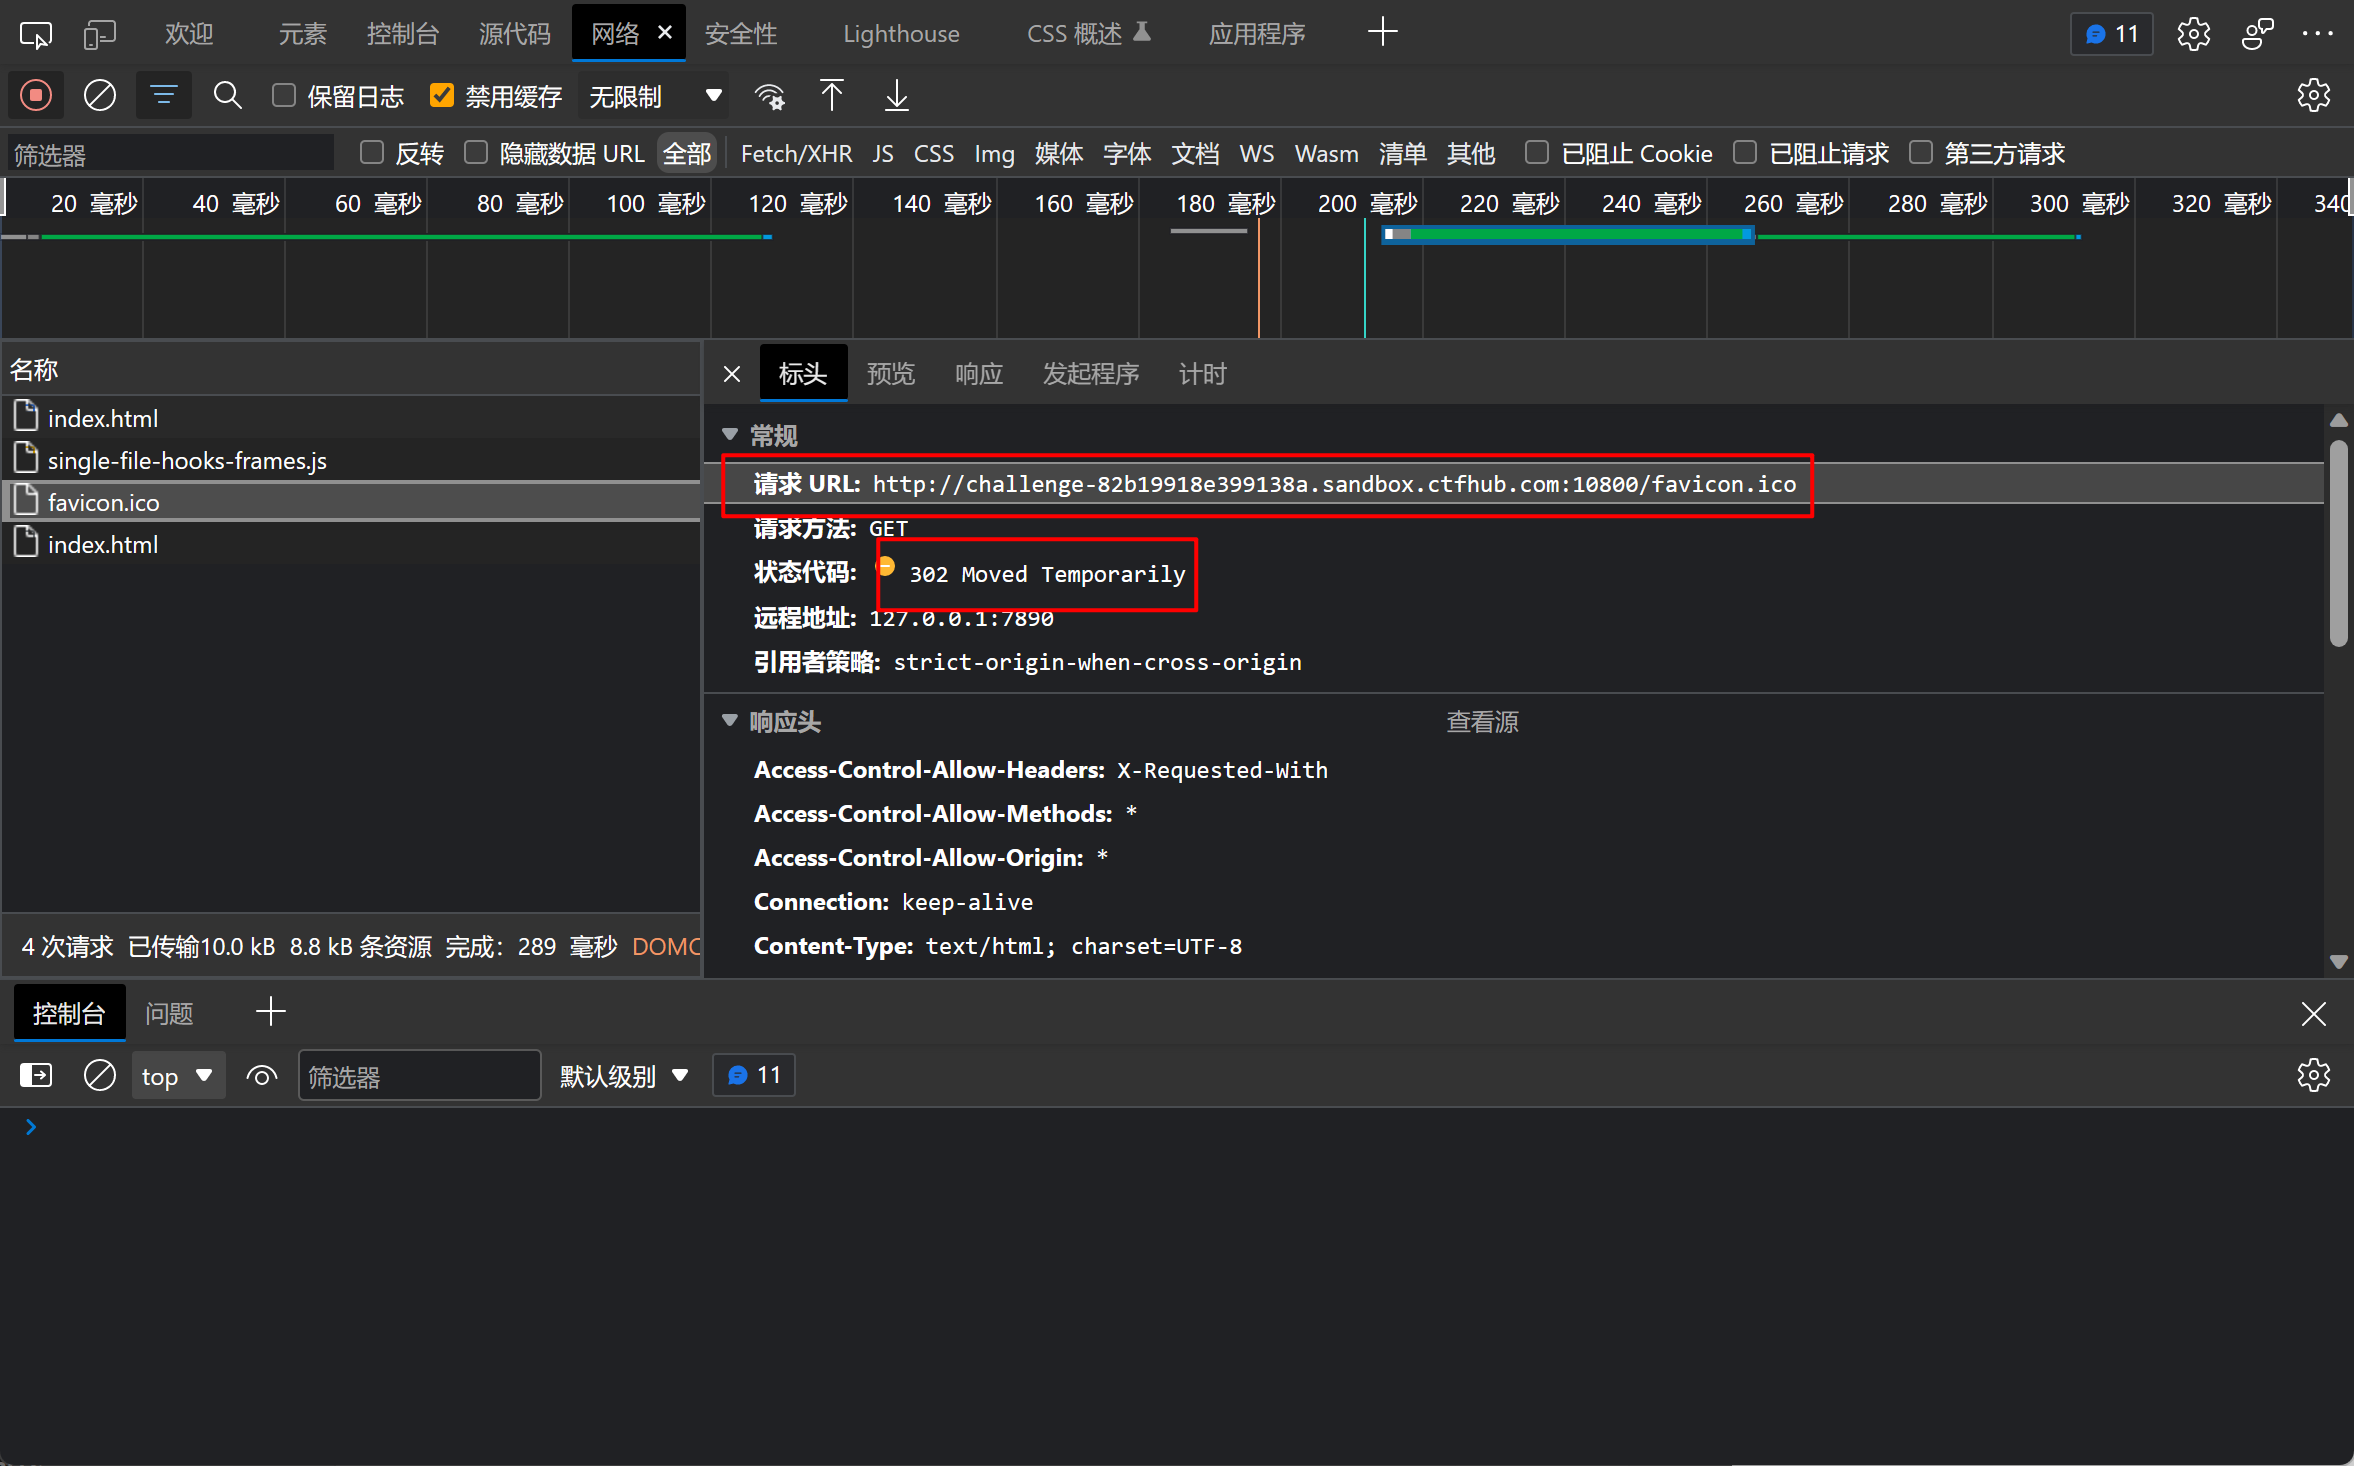 欢迎 元素 控制台 源代码 网络 安全性 Lighthouse CSS 概述 应用程序 11
保留日志 禁用缓存 无限制
筛选器 反转 隐藏数据 URL 全部 Fetch/XHR JS CSS Img 媒体 字体 文档 WS Wasm 清单 其他 已阻止 Cookie 已阻止请求 第三方请求
20 毫秒 40 毫秒 60 毫秒 80 毫秒 100 毫秒 120 毫秒 140 毫秒 160 毫秒 180 毫秒 200 毫秒 220 毫秒 240 毫秒 260 毫秒 280 毫秒 300 毫秒 320 毫秒 340
名称
index.html
single-file-hooks-frames.js
favicon.ico
index.html
4 次请求 已传输10.0 kB 8.8 kB 条资源 完成: 289 毫秒 DOMC
标头 预览 响应 发起程序 计时
常规
请求 URL: http://challenge-82b19918e399138a.sandbox.ctfhub.com:10800/favicon.ico
请求方法: GET
状态代码: 302 Moved Temporarily
远程地址: 127.0.0.1:7890
引用者策略: strict-origin-when-cross-origin
响应头 查看源
Access-Control-Allow-Headers: X-Requested-With
Access-Control-Allow-Methods: *
Access-Control-Allow-Origin: *
Connection: keep-alive
Content-Type: text/html; charset=UTF-8
控制台 问题
top 筛选器 默认级别 11